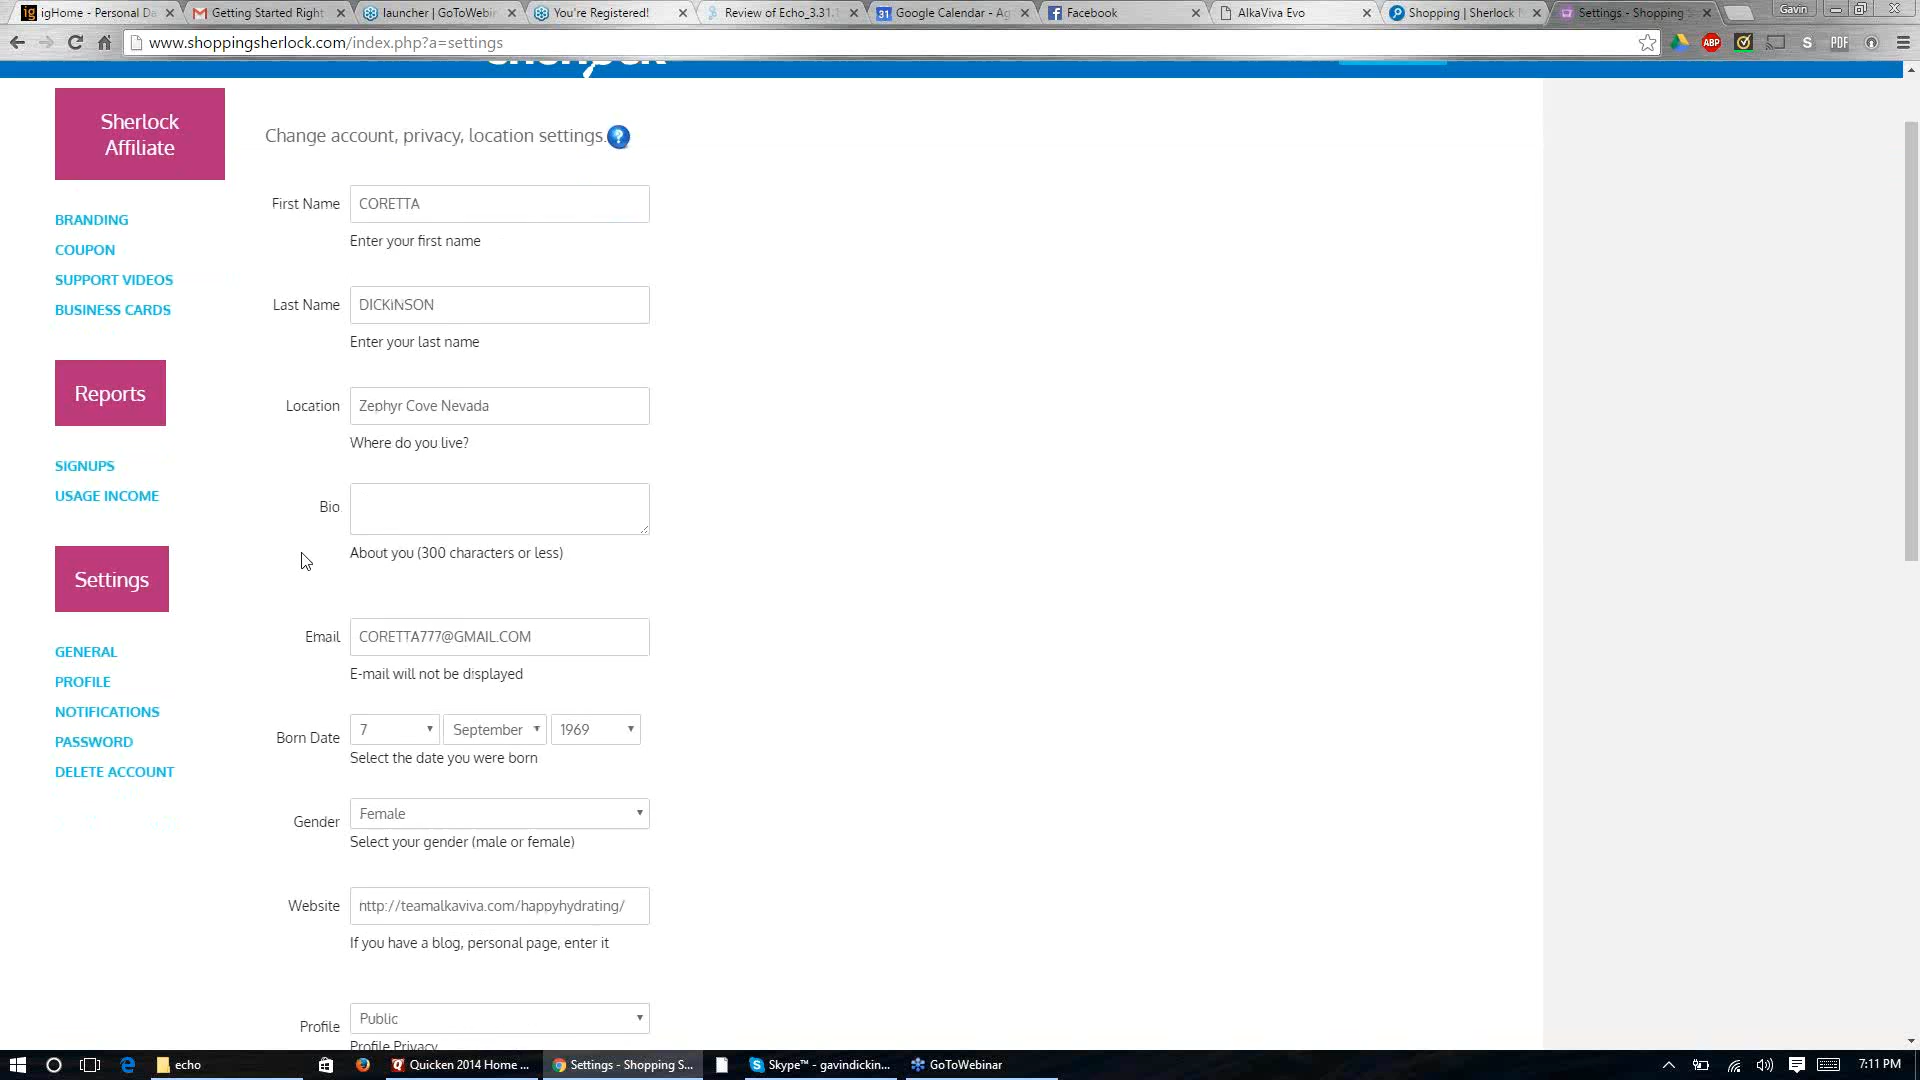 igHome - Personal Da
Getting Started Right
launcher | GoToWebin
You're Registered!
Review of Echo_3.31.
Google Calendar - Ag
Facebook
AlkaViva Evo
Shopping | Sherlock
Settings - Shopping S
Gavin
www.shoppingsherlock.com/index.php?a=settings
ABP
S
PDF
Sherlock
Affiliate
BRANDING
COUPON
SUPPORT VIDEOS
BUSINESS CARDS
Reports
SIGNUPS
USAGE INCOME
Settings
GENERAL
PROFILE
NOTIFICATIONS
PASSWORD
DELETE ACCOUNT
Change account, privacy, location settings.
?
First Name
CORETTA
Enter your first name
Last Name
DICKINSON
Enter your last name
Location
Zephyr Cove Nevada
Where do you live?
Bio
About you (300 characters or less)
Email
CORETTA777@GMAIL.COM
E-mail will not be displayed
Born Date
7
September
1969
Select the date you were born
Gender
Female
Select your gender (male or female)
Website
http://teamalkaviva.com/happyhydrating/
If you have a blog, personal page, enter it
Profile
Public
Profile Privacy
echo
Quicken 2014 Home ...
Settings - Shopping S...
Skype™ - gavindickin...
GoToWebinar
7:11 PM